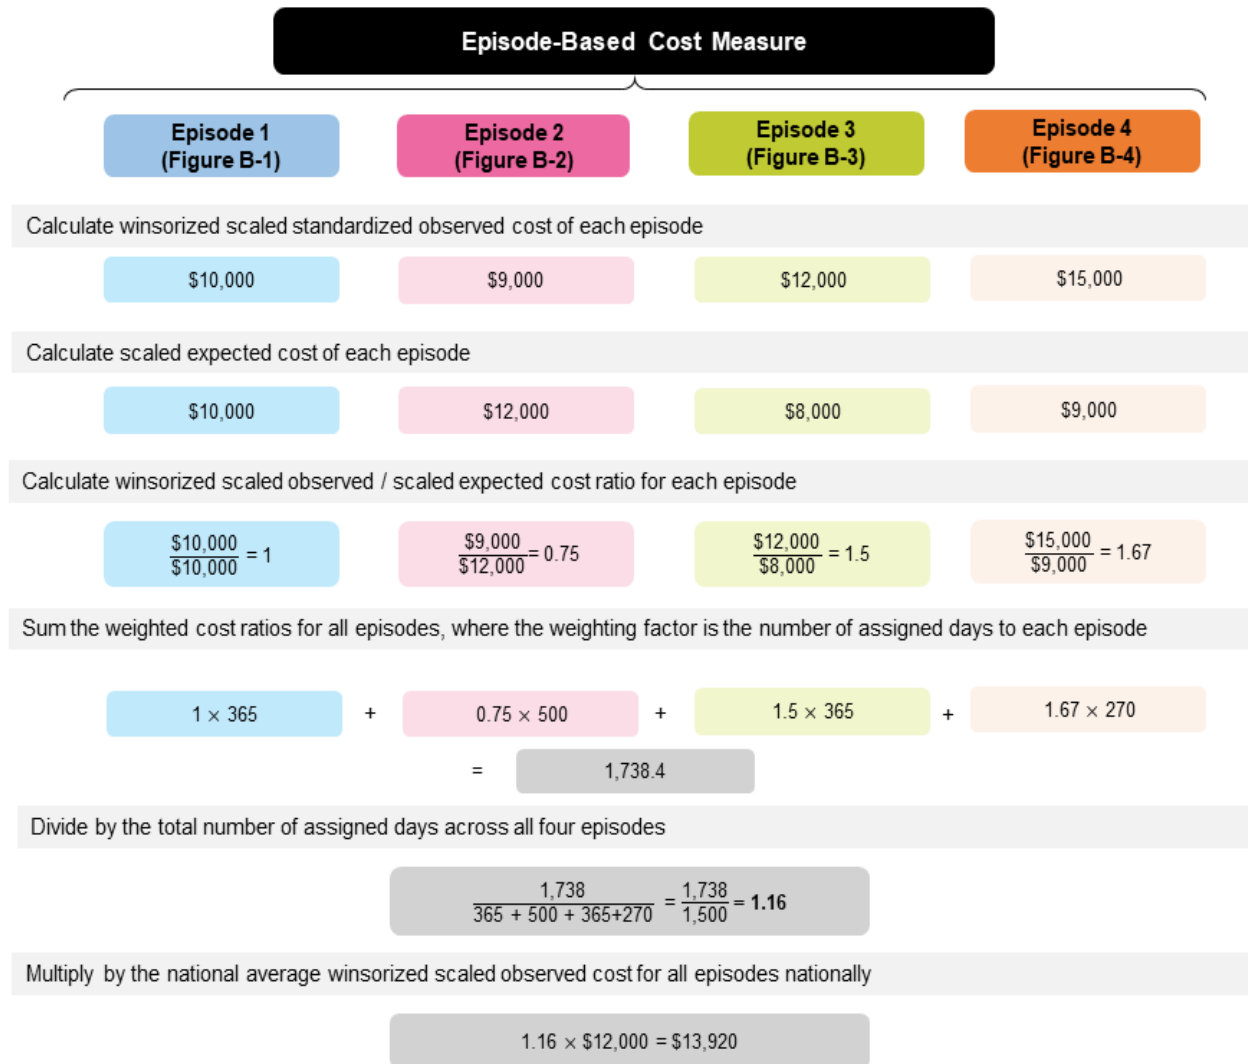 Episode-Based Cost Measure
Episode 1
(Figure B-1)
Episode 2
(Figure B-2)
Episode 3
(Figure B-3)
Episode 4
(Figure B-4)
Calculate winsorized scaled standardized observed cost of each episode
$10,000
$9,000
$12,000
$15,000
Calculate scaled expected cost of each episode
$10,000
$12,000
$8,000
$9,000
Calculate winsorized scaled observed / scaled expected cost ratio for each episode
$10,000
$10,000
= 1
$9,000
$12,000
= 0.75
$12,000
$8,000
= 1.5
$15,000
$9,000
= 1.67
Sum the weighted cost ratios for all episodes, where the weighting factor is the number of assigned days to each episode
1 × 365 + 0.75 × 500 + 1.5 × 365 + 1.67 × 270
= 1,738.4
Divide by the total number of assigned days across all four episodes
1,738
365 + 500 + 365+270
=
1,738
1,500
= 1.16
Multiply by the national average winsorized scaled observed cost for all episodes nationally
1.16 × $12,000 = $13,920